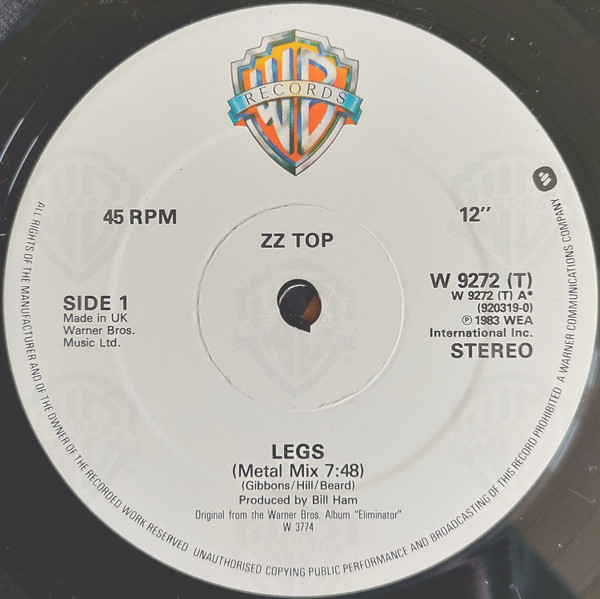 WB
RECORDS
45 RPM
12"
ZZ TOP
SIDE 1
Made in UK
Warner Bros.
Music Ltd.
W 9272 (T)
W 9272 (T) A*
(920319-0)
Ⓟ 1983 WEA
International Inc.
STEREO
LEGS
(Metal Mix 7:48)
(Gibbons/Hill/Beard)
Produced by Bill Ham
Original from the Warner Bros. Album "Eliminator"
W 3774
ALL RIGHTS OF THE MANUFACTURER AND OF THE OWNER OF THE RECORDED WORK RESERVED UNAUTHORISED COPYING PUBLIC PERFORMANCE AND BROADCASTING OF THIS RECORD PROHIBITED A WARNER COMMUNICATIONS COMPANY